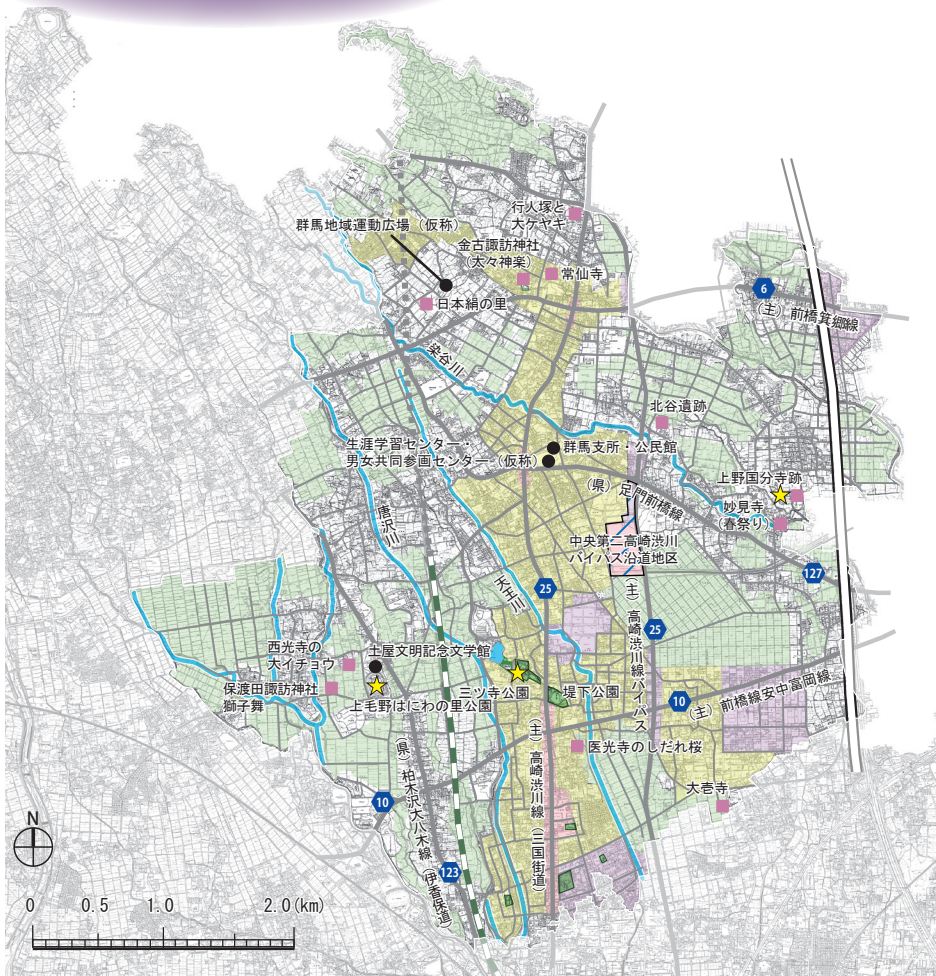 行人塚と
大ケヤキ
群馬地域運動広場（仮称）
金古諏訪神社
（太々神楽）
常仙寺
6
（主）前橋箕郷線
日本絹の里
染谷川
北谷遺跡
生涯学習センター・
男女共同参画センター（仮称）
群馬支所・公民館
（県）足門前橋線
上野国分寺跡
妙見寺
（春祭り）
唐沢川
中央第二高崎渋川
バイパス沿道地区
127
天王川
25
（主）高崎渋川線バイパス
25
西光寺の
大イチョウ
土屋文明記念文学館
保渡田諏訪神社
獅子舞
上毛野はにわの里公園
三ツ寺公園
堤下公園
10
（主）前橋線安中富岡線
（県）柏木沢大八木線（伊香保道）
（主）高崎渋川線（三国街道）
医光寺のしだれ桜
大壱寺
10
123
N
0 0.5 1.0 2.0(km)